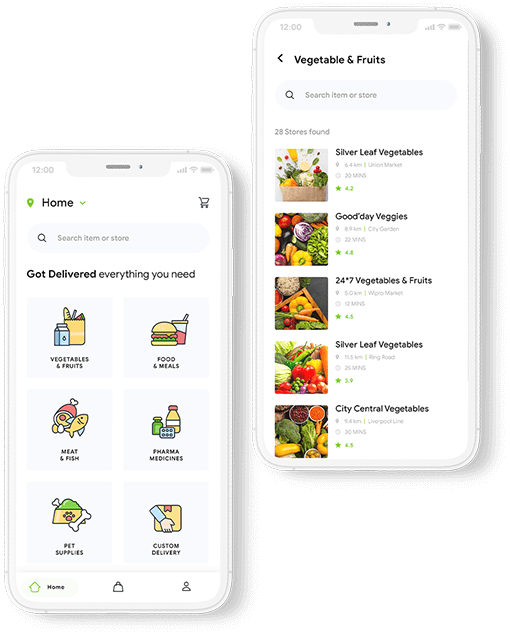 12:00
Home
Search item or store
Got Delivered everything you need
VEGETABLES
& FRUITS
FOOD
& MEALS
MEAT
& FISH
PHARMA
MEDICINES
PET
SUPPLIES
CUSTOM
DELIVERY
Home
12:00
Vegetable & Fruits
Search item or store
28 Stores found
Silver Leaf Vegetables
6.4 km | Union Market
20 MINS
4.2
Good'day Veggies
8.9 km | City Garden
22 MINS
4.8
24*7 Vegetables & Fruits
5.0 km | Wipro Market
12 MINS
4.5
Silver Leaf Vegetables
11.5 km | Ring Road
25 MINS
3.9
City Central Vegetables
9.4 km | Liverpool Line
30 MINS
4.5